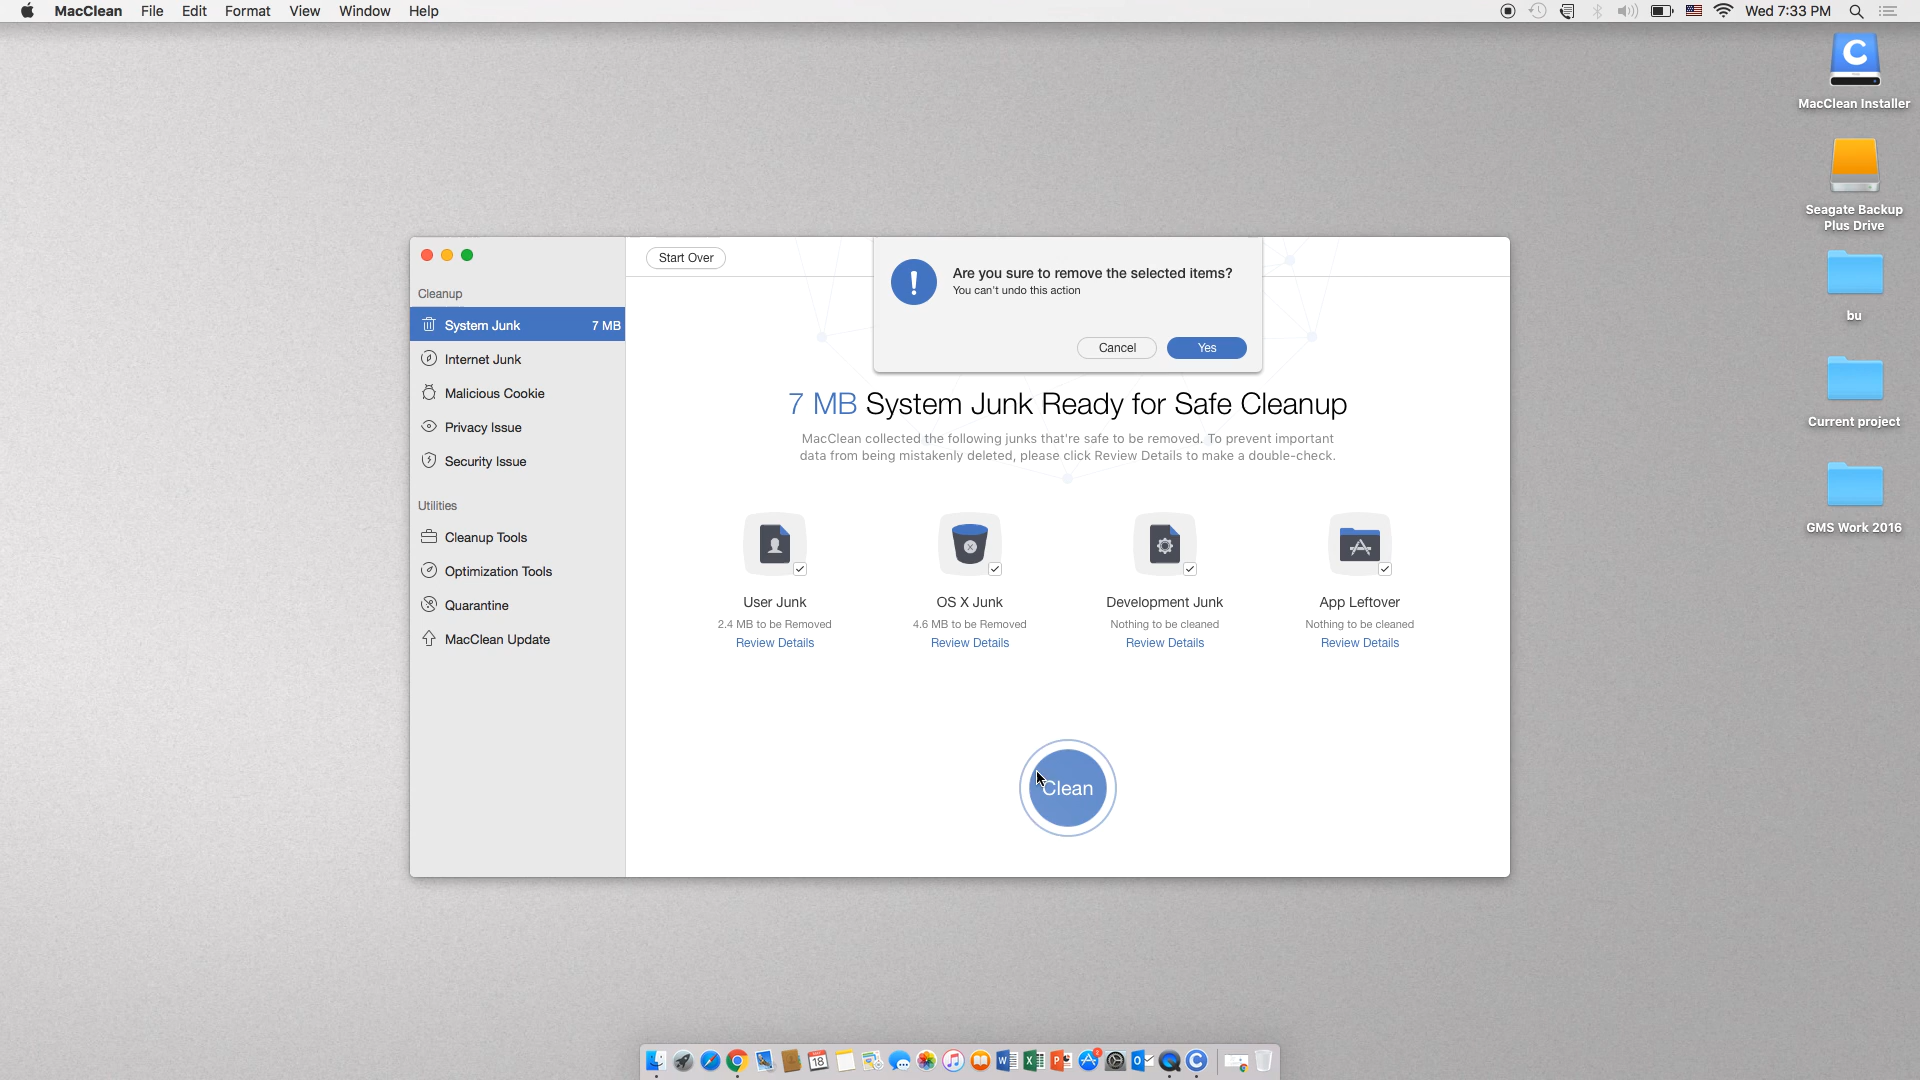 MacClean File Edit Format View Window Help Wed 7:33 PM
C
MacClean Installer
Seagate Backup
Plus Drive
bu
Current project
GMS Work 2016
Start Over
Are you sure to remove the selected items?
You can't undo this action
Cancel Yes
Cleanup
System Junk 7 MB
Internet Junk
Malicious Cookie
Privacy Issue
Security Issue
Utilities
Cleanup Tools
Optimization Tools
Quarantine
MacClean Update
7 MB System Junk Ready for Safe Cleanup
MacClean collected the following junks that're safe to be removed. To prevent important
data from being mistakenly deleted, please click Review Details to make a double-check.
User Junk OS X Junk Development Junk App Leftover
2.4 MB to be Removed 4.6 MB to be Removed Nothing to be cleaned Nothing to be cleaned
Review Details Review Details Review Details Review Details
Clean
18